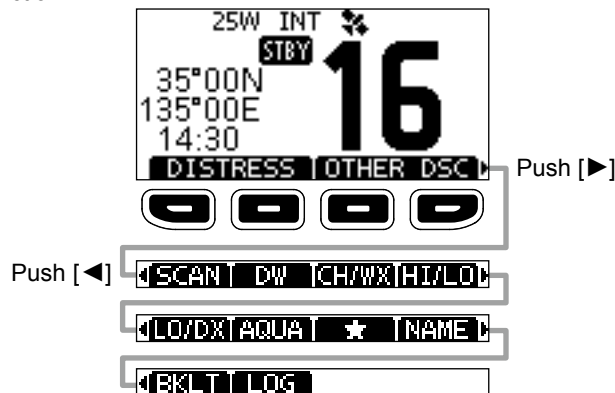 25W INT
STBY
16
35°00N
135°00E
14:30
DISTRESS OTHER DSC
Push [►]
Push [◄]
SCAN DW CH/WX HI/LO
LO/DX AQUA ★ NAME
BKLT LOG